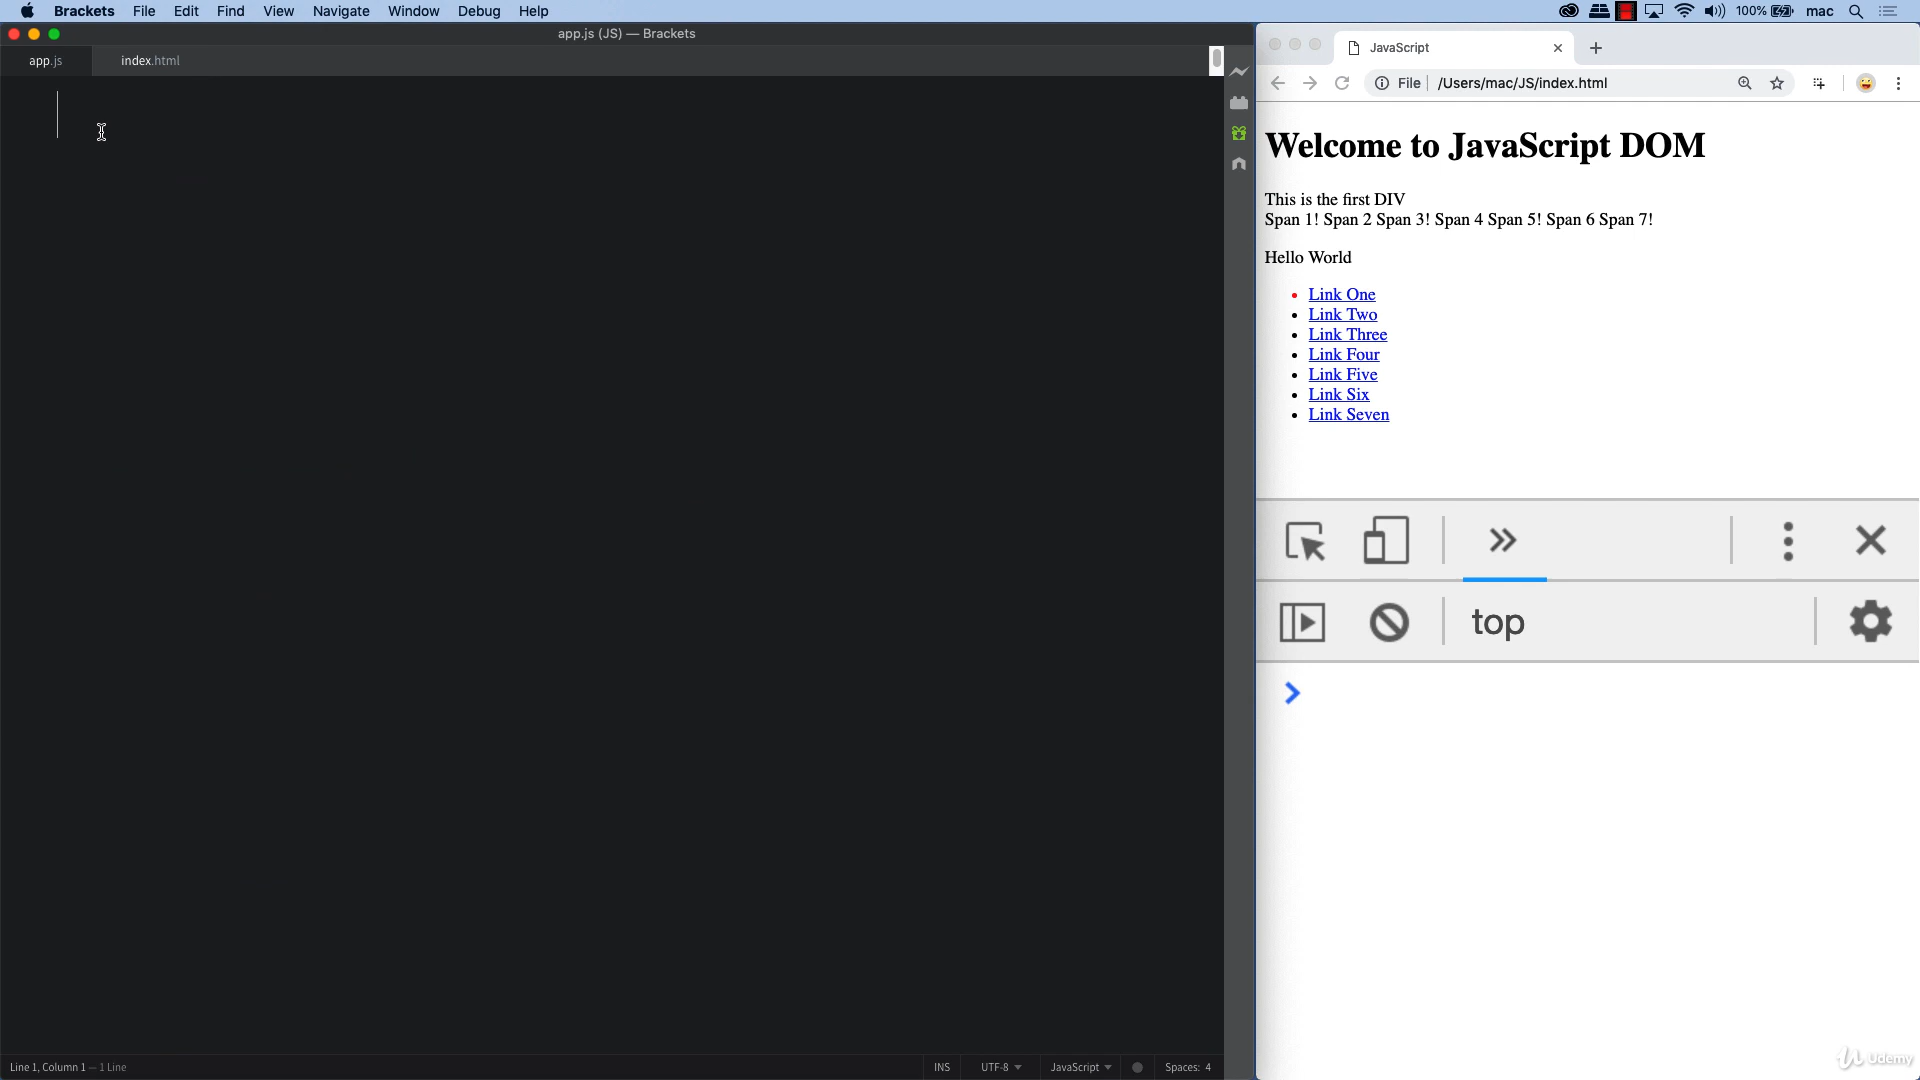 Brackets File Edit Find View Navigate Window Debug Help
100% mac
app.js (JS) — Brackets
app.js index.html
JavaScript
File /Users/mac/JS/index.html
Welcome to JavaScript DOM
This is the first DIV
Span 1! Span 2 Span 3! Span 4 Span 5! Span 6 Span 7!
Hello World
Link One
Link Two
Link Three
Link Four
Link Five
Link Six
Link Seven
top
Line 1, Column 1 — 1 Line
INS UTF-8 JavaScript Spaces: 4
Udemy